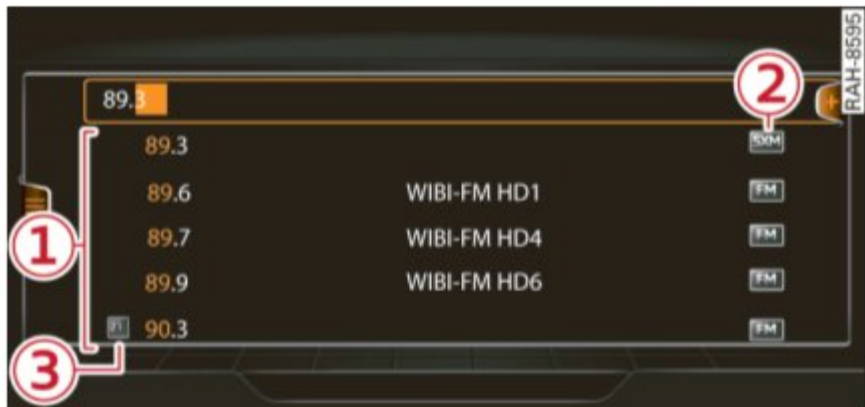 RAH-8595
89.3
2
+
89.3 SXM
89.6 WIBI-FM HD1 FM
1
89.7 WIBI-FM HD4 FM
89.9 WIBI-FM HD6 FM
90.3 FM
3